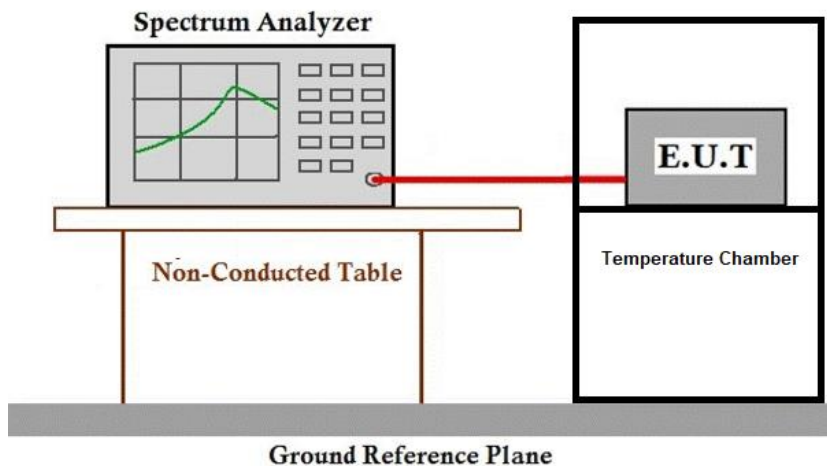 Spectrum Analyzer
E.U.T
Non-Conducted Table
Temperature Chamber
Ground Reference Plane